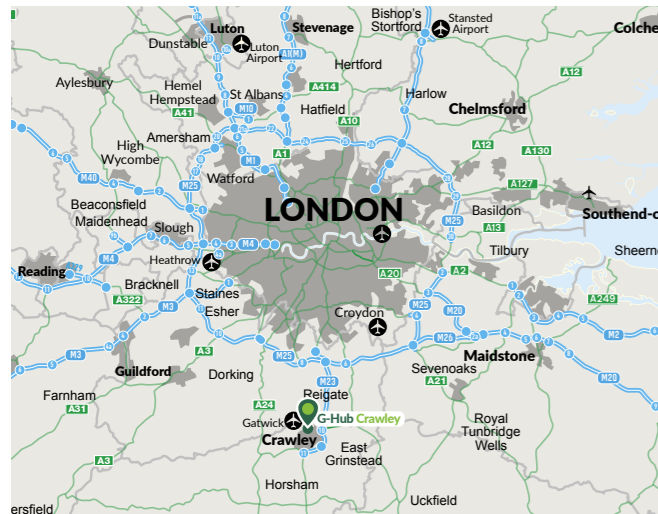 Bishop's
Stortford
Stansted
Airport
Luton
Stevenage
Dunstable
Luton
Airport
A1(M)
Colche
Hertford
A12
Aylesbury
Hemel
Hempstead
St Albans
A414
Harlow
A41
M10
Hatfield
A10
Chelmsford
Amersham
High
Wycombe
A1
A12
A130
M1
M40
Watford
M25
A127
Beaconsfield
LONDON
Basildon
Southend-o
Maidenhead
Slough
M25
A13
M4
M4
Tilbury
Sheerne
Reading
Heathrow
A20
A2
Bracknell
A322
Staines
M25
A249
M3
Esher
Croydon
M20
M2
A3
M25
M26
M3
Maidstone
Guildford
Dorking
Sevenoaks
M20
M23
A21
Farnham
Reigate
A31
A24
G-Hub Crawley
Gatwick
Royal
Tunbridge
Wells
Crawley
East
Grinstead
A3
Horsham
Uckfield
ersfield